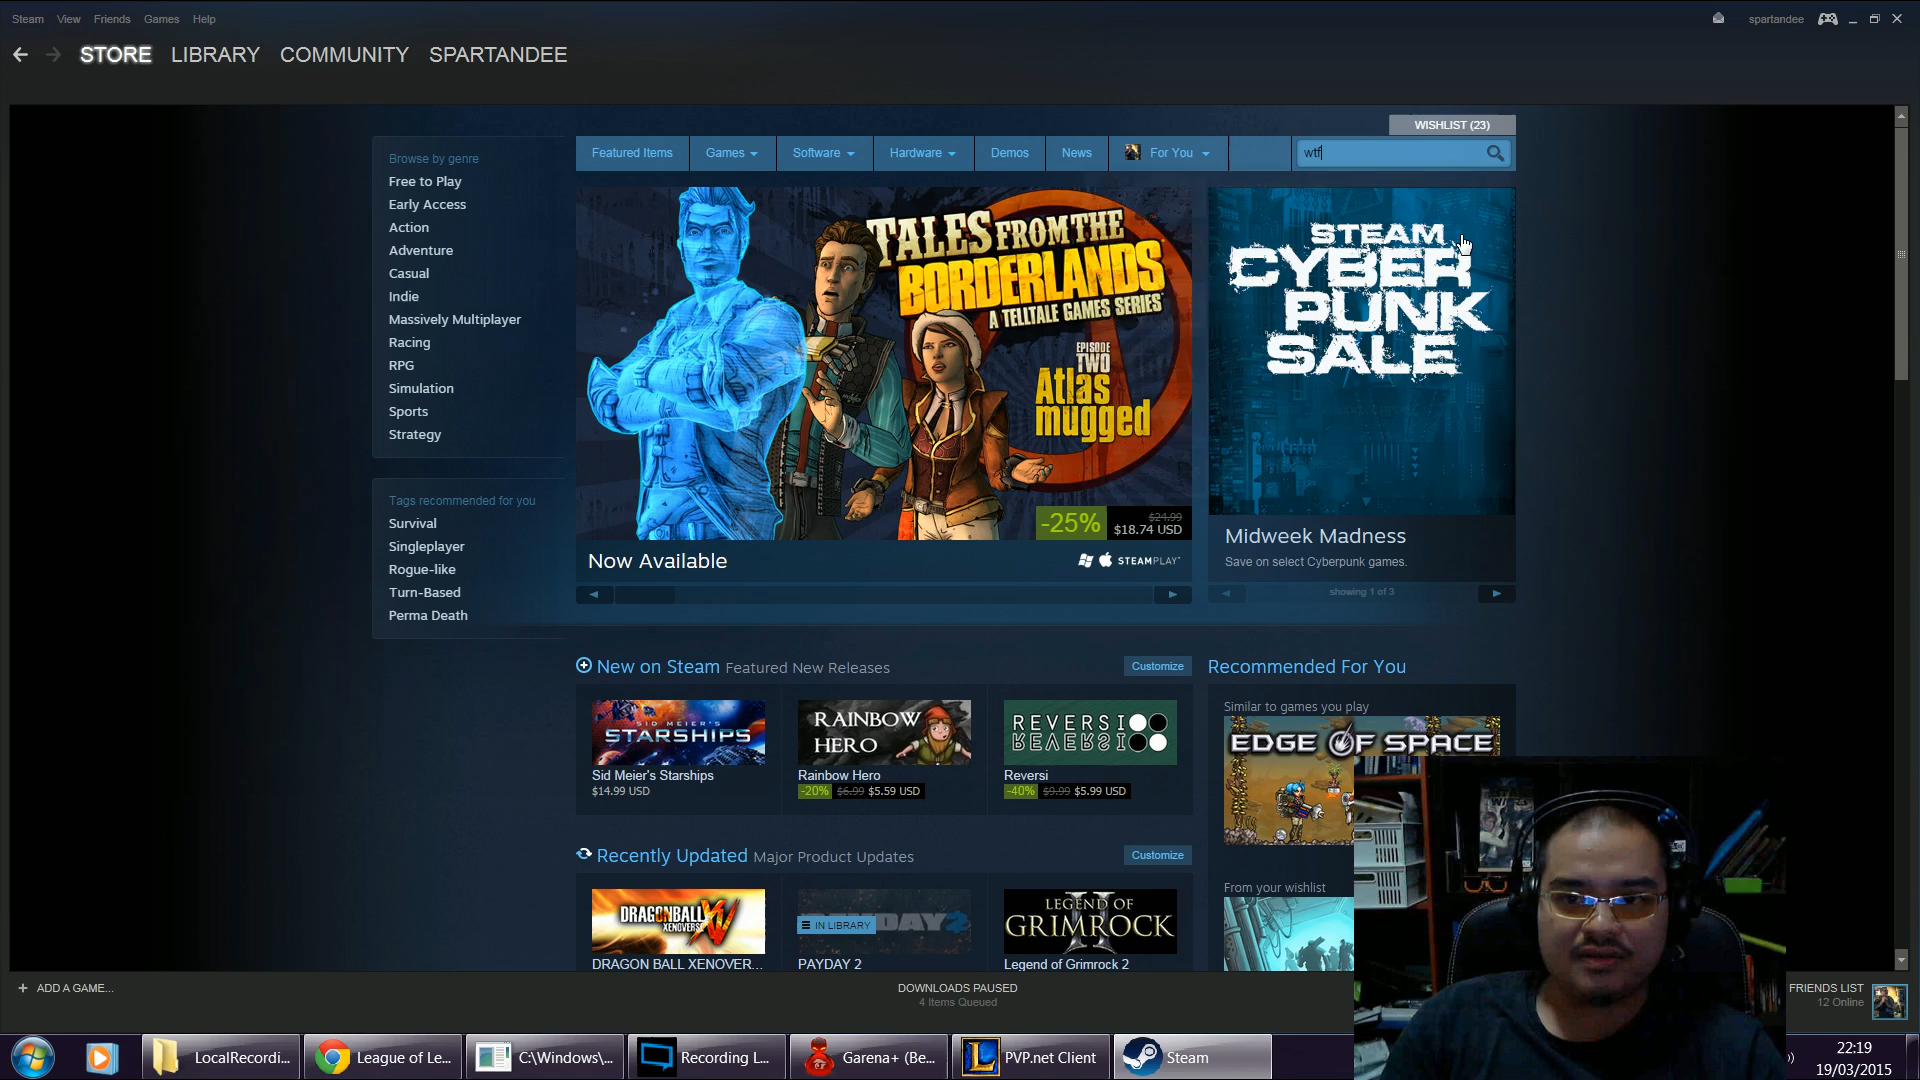 Steam View Friends Games Help
spartandee
STORE LIBRARY COMMUNITY SPARTANDEE
WISHLIST (23)
Featured Items Games Software Hardware Demos News For You wtf
Browse by genre
Free to Play
Early Access
Action
Adventure
Casual
Indie
Massively Multiplayer
Racing
RPG
Simulation
Sports
Strategy
Tags recommended for you
Survival
Singleplayer
Rogue-like
Turn-Based
Perma Death
TALES FROM THE
BORDERLANDS
A TELLTALE GAMES SERIES
EPISODE
TWO
Atlas
mugged
-25% $24.99
$18.74 USD
Now Available
STEAMPLAY
STEAM
CYBER
PUNK
SALE
Midweek Madness
Save on select Cyberpunk games.
showing 1 of 3
New on Steam Featured New Releases
Customize
SID MEIER'S
STARSHIPS
Sid Meier's Starships
$14.99 USD
RAINBOW
HERO
Rainbow Hero
-20% $6.99 $5.59 USD
REVERSI
REVERSI
Reversi
-40% $9.99 $5.99 USD
Recommended For You
Similar to games you play
EDGE OF SPACE
From your wishlist
Recently Updated Major Product Updates
Customize
DRAGONBALL
XV
DRAGON BALL XENOVER...
IN LIBRARY
PAYDAY 2
PAYDAY 2
LEGEND OF
GRIMROCK
II
Legend of Grimrock 2
ADD A GAME...
DOWNLOADS PAUSED
4 Items Queued
FRIENDS LIST
12 Online
LocalRecordi... League of Le... C:\Windows\... Recording L... Garena+ (Be... PVP.net Client Steam
22:19
19/03/2015